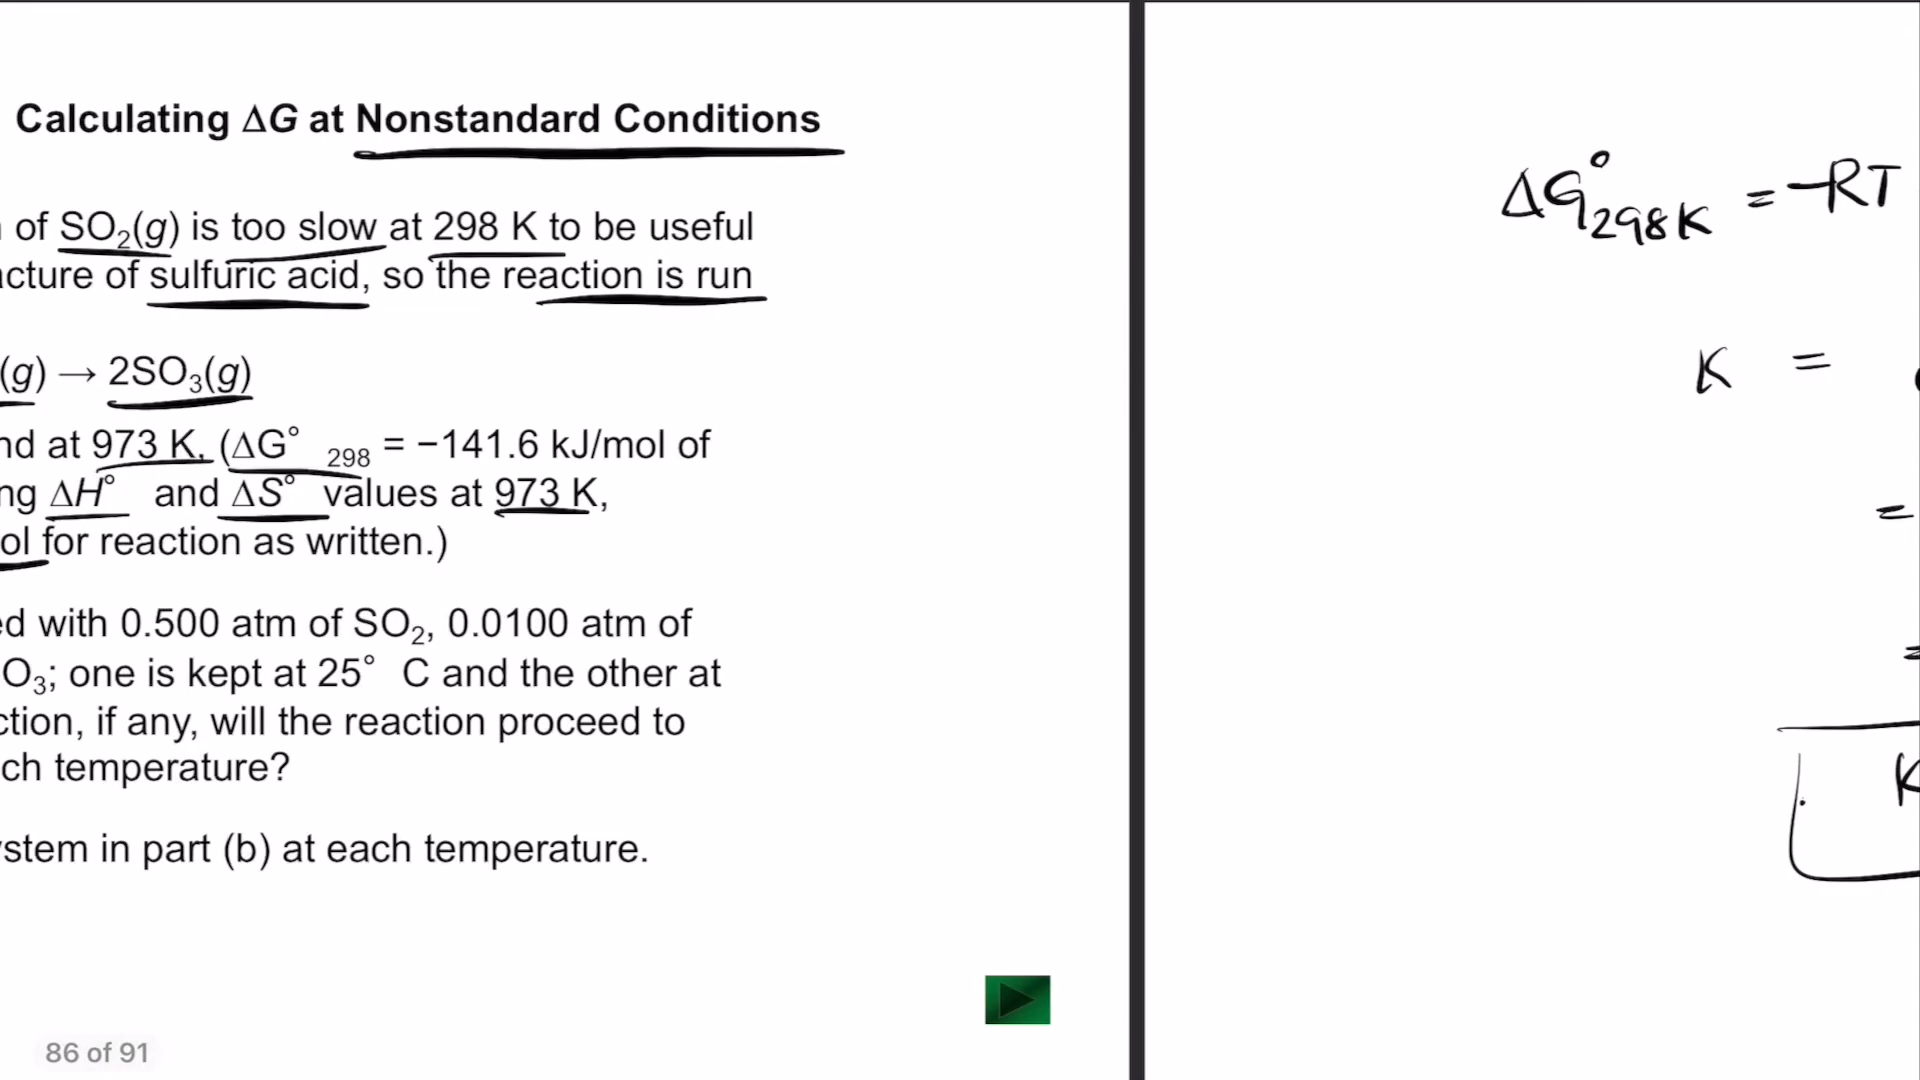 Calculating ΔG at Nonstandard Conditions
of SO₂(g) is too slow at 298 K to be useful
acture of sulfuric acid, so the reaction is run
(g) → 2SO₃(g)
nd at 973 K, (ΔG° 298 = −141.6 kJ/mol of
ng ΔH° and ΔS° values at 973 K,
ol for reaction as written.)
ed with 0.500 atm of SO₂, 0.0100 atm of
O₃; one is kept at 25° C and the other at
ction, if any, will the reaction proceed to
ch temperature?
ystem in part (b) at each temperature.
86 of 91
ΔG°298K = -RT
K =
=
=
K